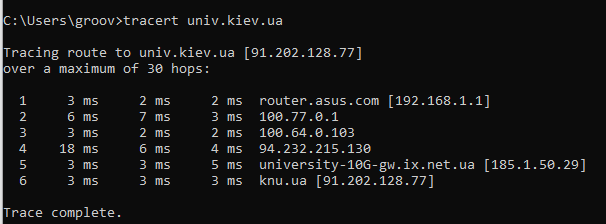 C:\Users\groov>tracert univ.kiev.ua
Tracing route to univ.kiev.ua [91.202.128.77]
over a maximum of 30 hops:
1 3 ms 2 ms 2 ms router.asus.com [192.168.1.1]
2 6 ms 7 ms 3 ms 100.77.0.1
3 3 ms 2 ms 2 ms 100.64.0.103
4 18 ms 6 ms 4 ms 94.232.215.130
5 3 ms 3 ms 5 ms university-10G-gw.ix.net.ua [185.1.50.29]
6 3 ms 3 ms 3 ms knu.ua [91.202.128.77]
Trace complete.